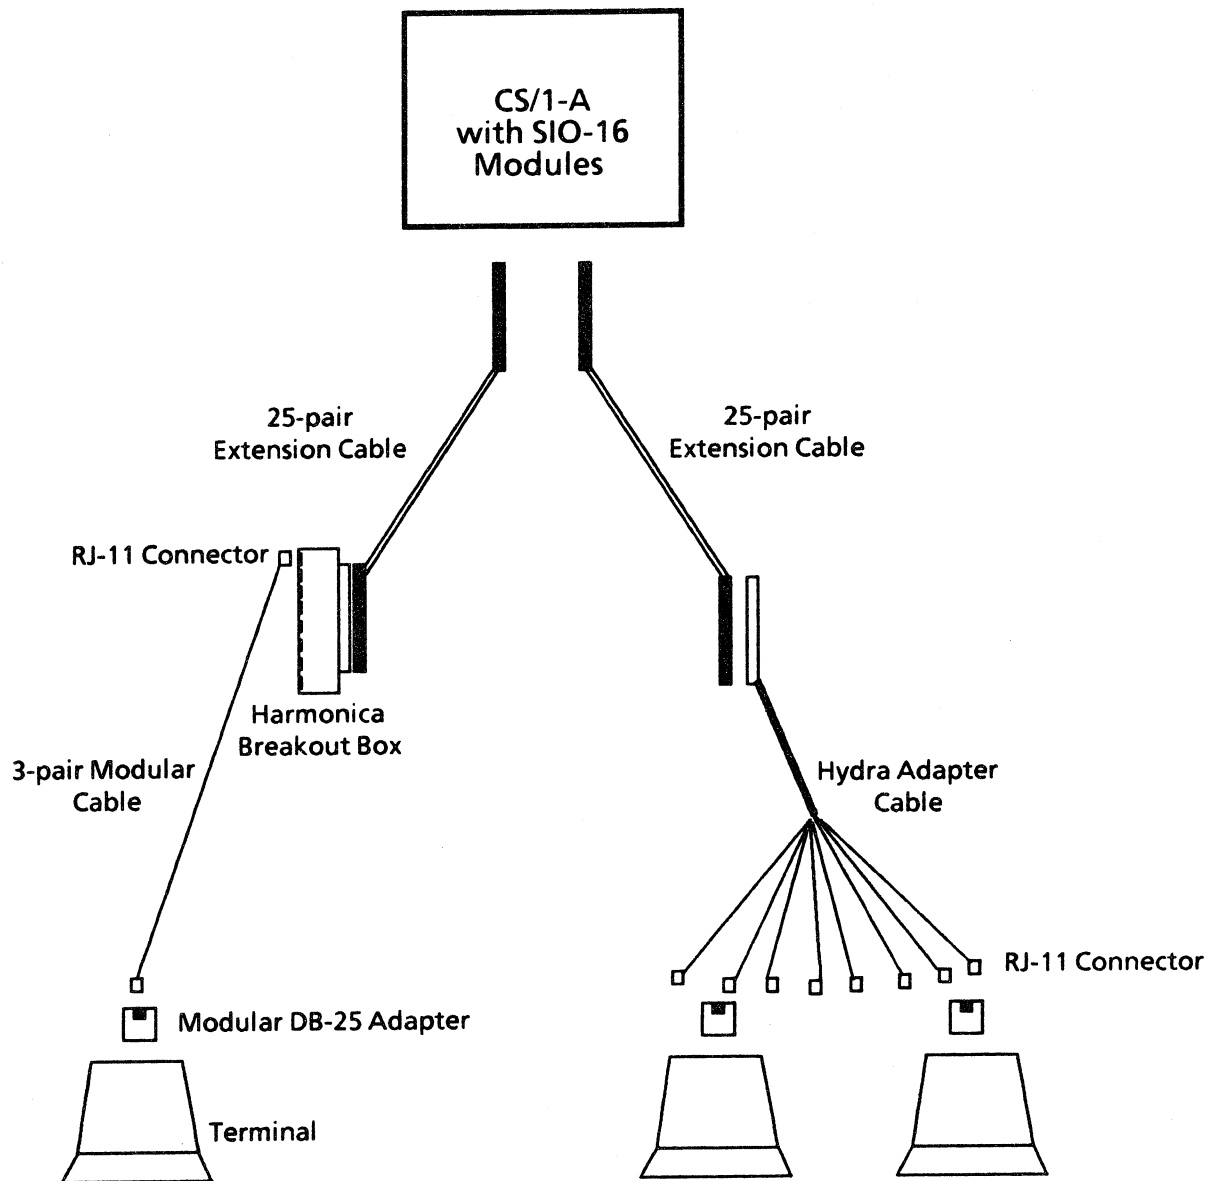 CS/1-A
with SIO-16
Modules
25-pair
Extension Cable
25-pair
Extension Cable
RJ-11 Connector
Harmonica
Breakout Box
3-pair Modular
Cable
Hydra Adapter
Cable
RJ-11 Connector
Modular DB-25 Adapter
Terminal